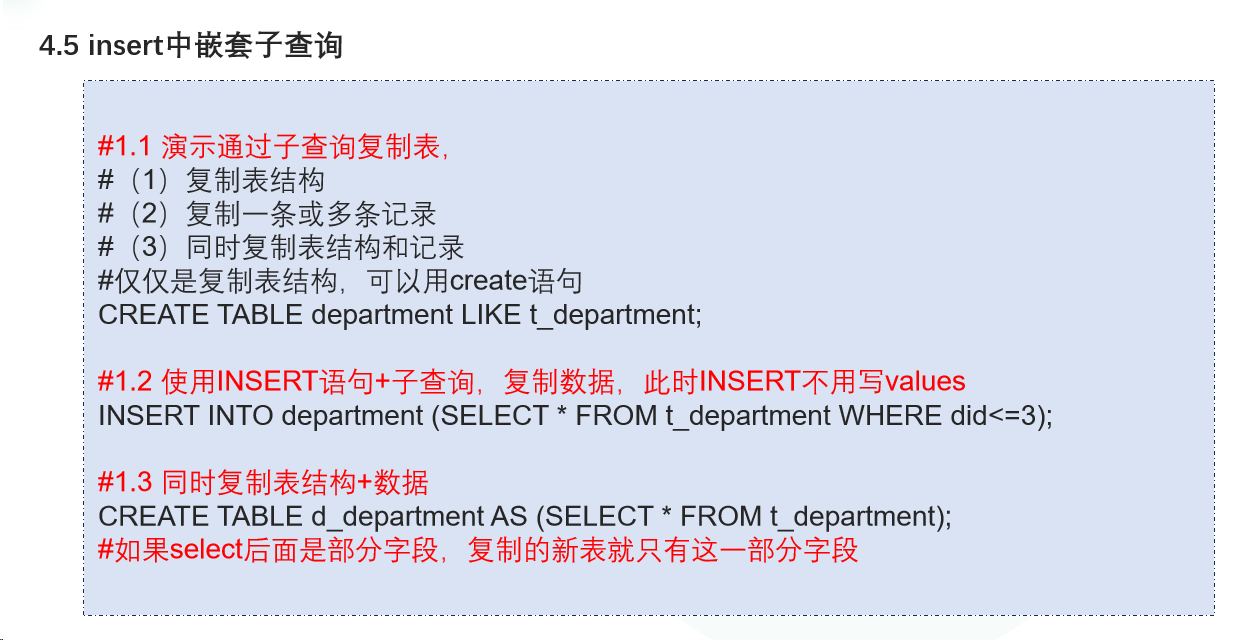 4.5 insert中嵌套子查询
#1.1 演示通过子查询复制表，
#（1）复制表结构
#（2）复制一条或多条记录
#（3）同时复制表结构和记录
#仅仅是复制表结构，可以用create语句
CREATE TABLE department LIKE t_department;
#1.2 使用INSERT语句+子查询，复制数据，此时INSERT不用写values
INSERT INTO department (SELECT * FROM t_department WHERE did<=3);
#1.3 同时复制表结构+数据
CREATE TABLE d_department AS (SELECT * FROM t_department);
#如果select后面是部分字段，复制的新表就只有这一部分字段